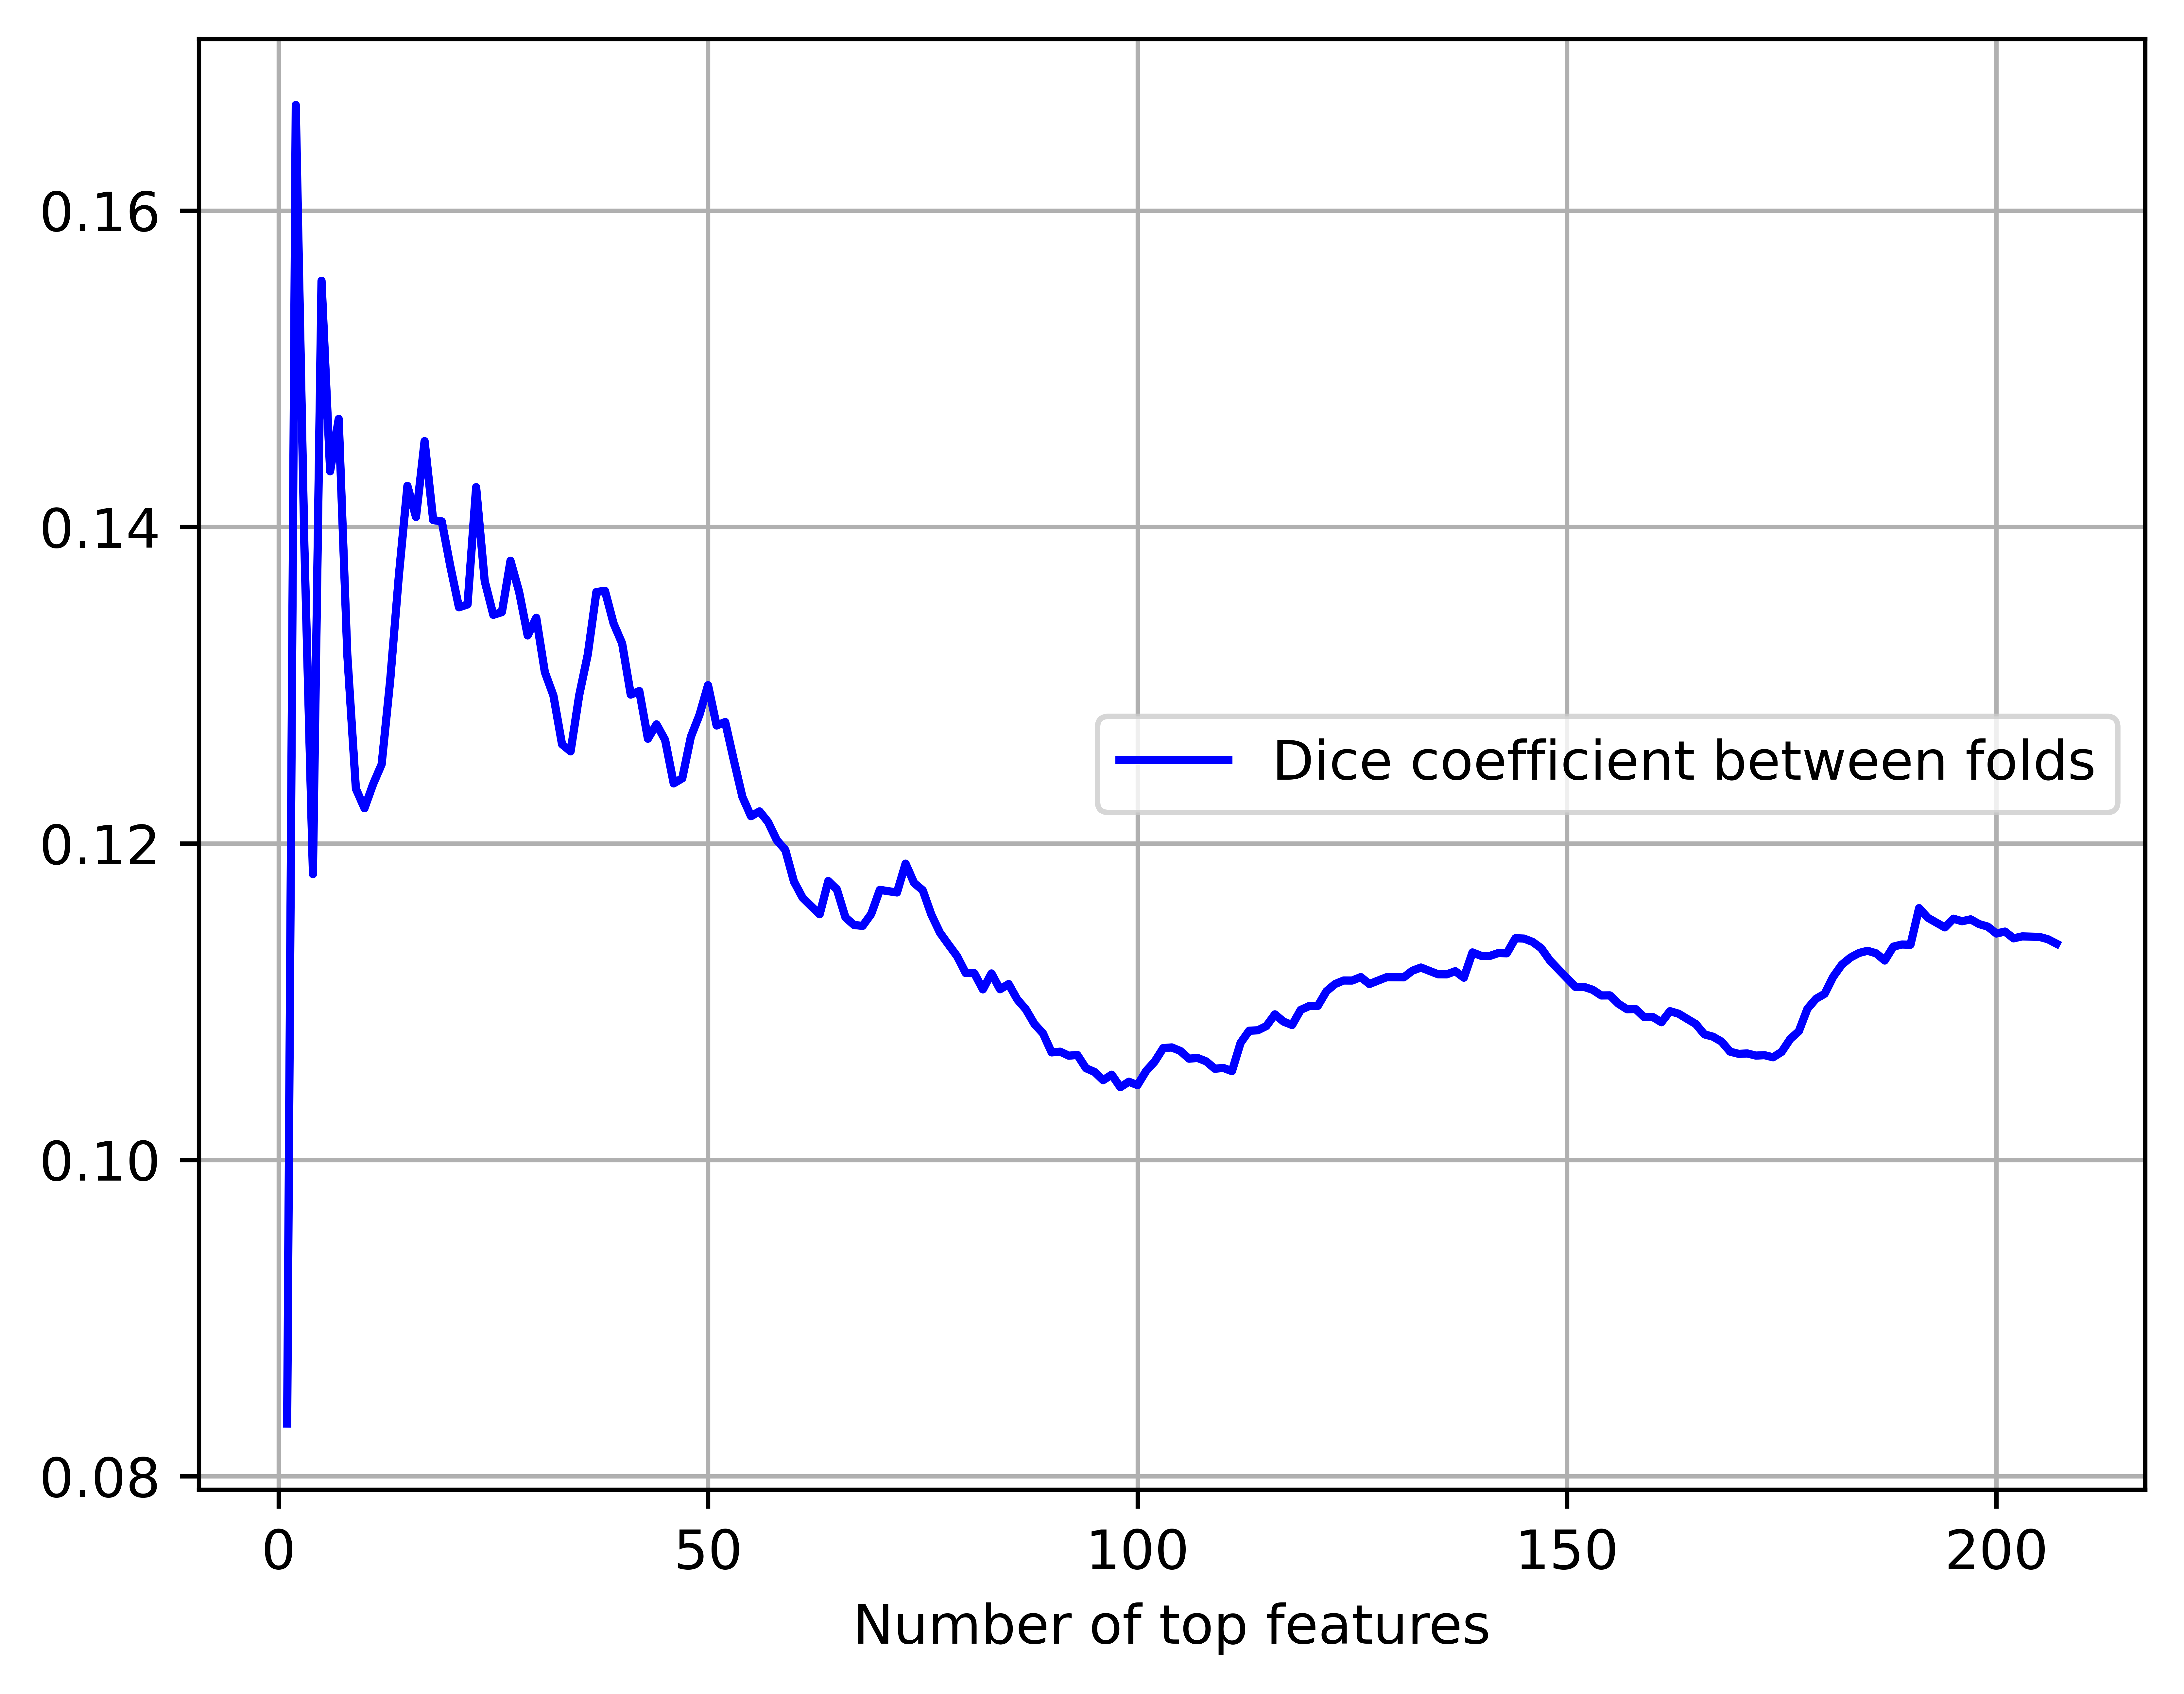 0.16
0.14
0.12
0.10
0.08
Dice coefficient between folds
0 50 100 150 200
Number of top features